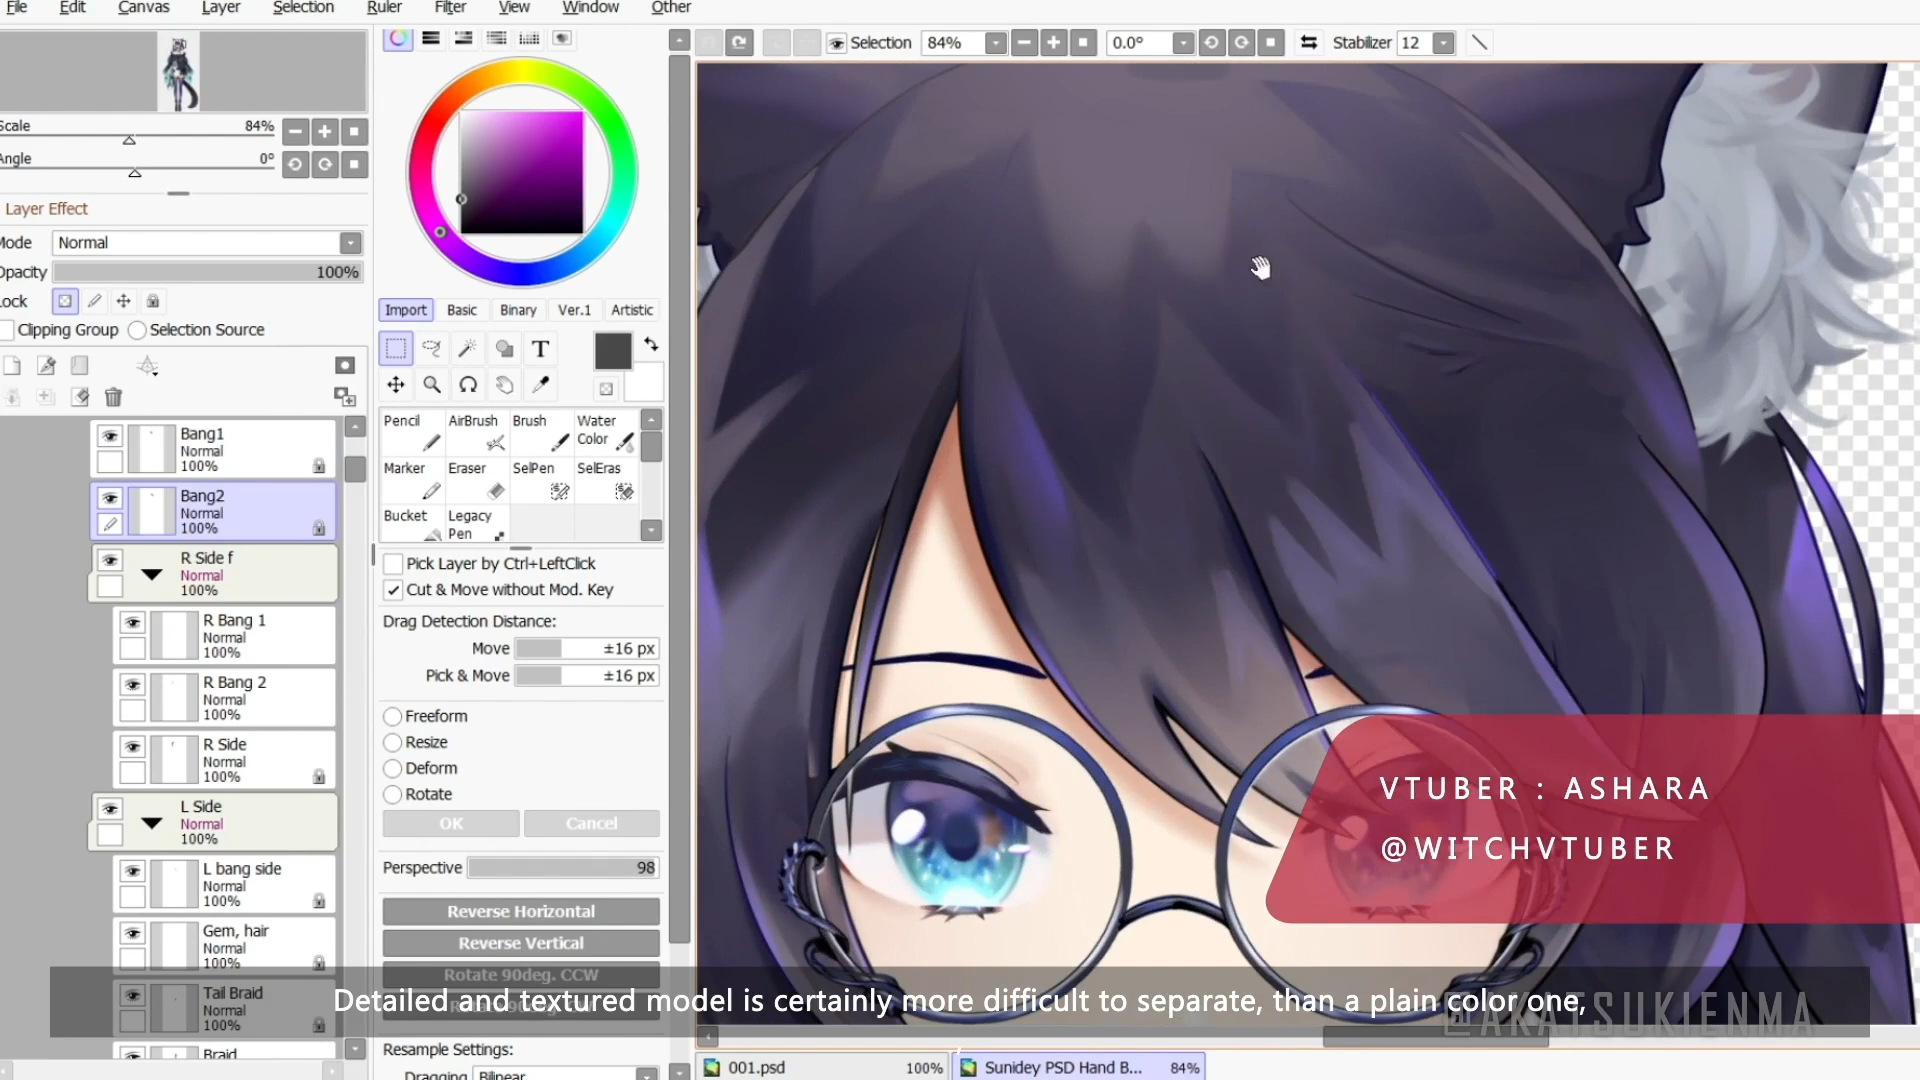 File Edit Canvas Layer Selection Ruler Filter View Window Other
Selection 84% 0.0° Stabilizer 12
Scale 84%
Angle 0°
Layer Effect
Mode Normal
Opacity 100%
Lock
Clipping Group Selection Source
Bang1
Normal
100%
Bang2
Normal
100%
R Side f
Normal
100%
R Bang 1
Normal
100%
R Bang 2
Normal
100%
R Side
Normal
100%
L Side
Normal
100%
L bang side
Normal
100%
Gem, hair
Normal
100%
Tail Braid
Normal
100%
Braid
Import Basic Binary Ver.1 Artistic
T
Pencil AirBrush Brush Water Color
Marker Eraser SelPen SelEras
Bucket Legacy Pen
Pick Layer by Ctrl+LeftClick
Cut & Move without Mod. Key
Drag Detection Distance:
Move ±16 px
Pick & Move ±16 px
Freeform
Resize
Deform
Rotate
OK Cancel
Perspective 98
Reverse Horizontal
Reverse Vertical
Rotate 90deg. CCW
Resample Settings:
Dragging Bilinear
VTUBER : ASHARA
@WITCHVTUBER
Detailed and textured model is certainly more difficult to separate, than a plain color one,
@AKATSUKIENMA
001.psd 100% Sunidey PSD Hand B... 84%